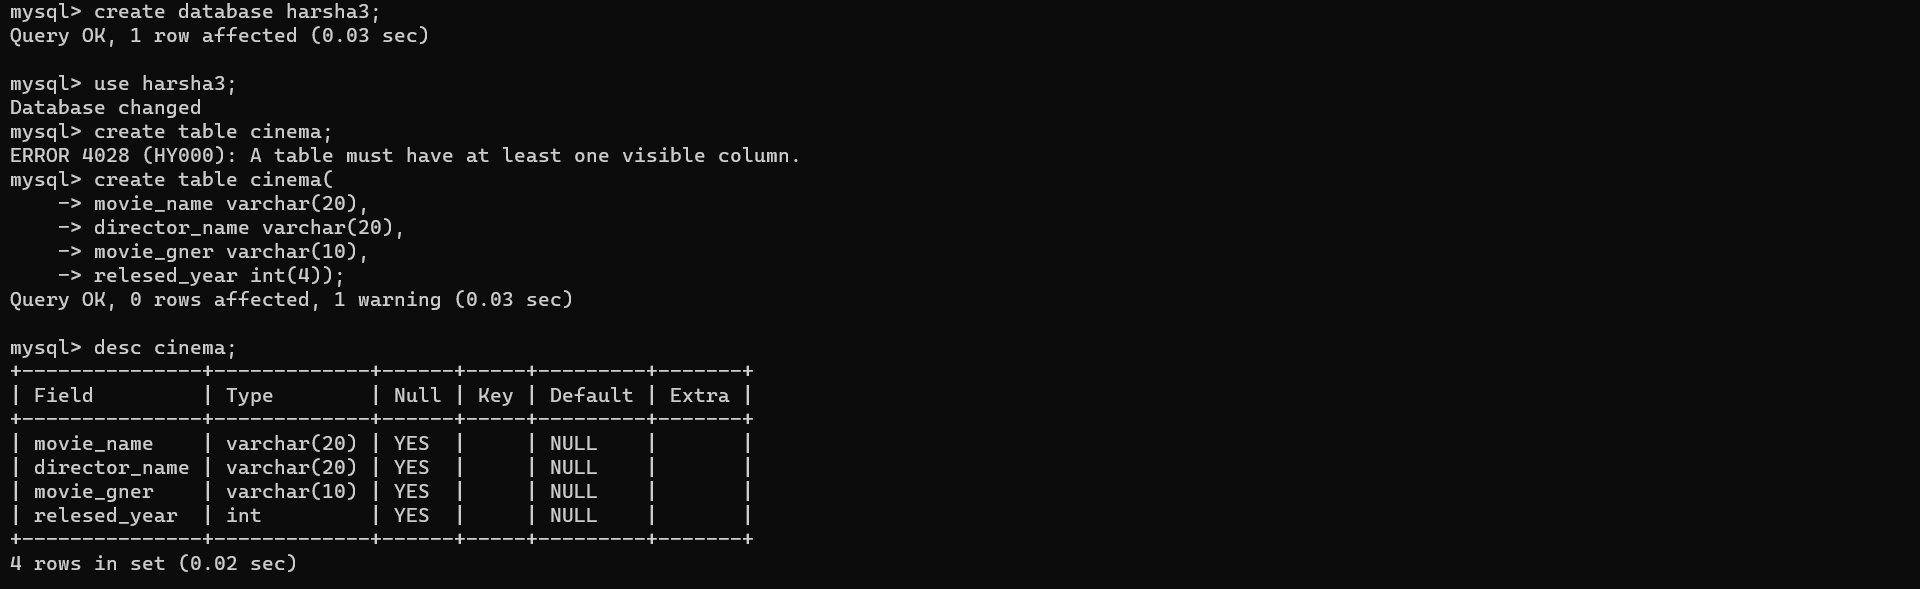 mysql> create database harsha3;
Query OK, 1 row affected (0.03 sec)

mysql> use harsha3;
Database changed
mysql> create table cinema;
ERROR 4028 (HY000): A table must have at least one visible column.
mysql> create table cinema(
    -> movie_name varchar(20),
    -> director_name varchar(20),
    -> movie_gner varchar(10),
    -> relesed_year int(4));
Query OK, 0 rows affected, 1 warning (0.03 sec)

mysql> desc cinema;
+---------------+-------------+------+-----+---------+-------+
| Field         | Type        | Null | Key | Default | Extra |
+---------------+-------------+------+-----+---------+-------+
| movie_name    | varchar(20) | YES  |     | NULL    |       |
| director_name | varchar(20) | YES  |     | NULL    |       |
| movie_gner    | varchar(10) | YES  |     | NULL    |       |
| relesed_year  | int         | YES  |     | NULL    |       |
+---------------+-------------+------+-----+---------+-------+
4 rows in set (0.02 sec)